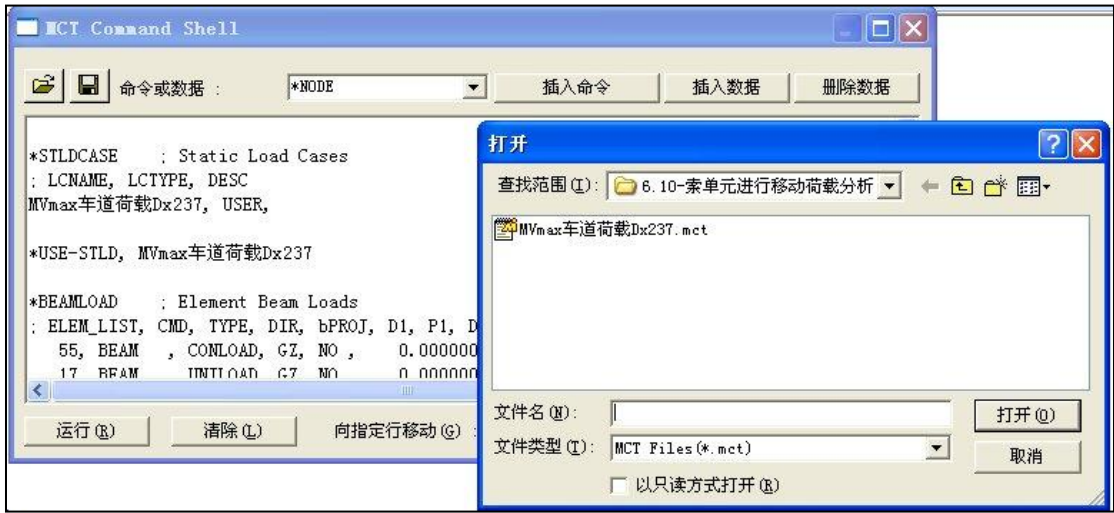 MCT Command Shell
命令或数据 :
*NODE
插入命令
插入数据
删除数据
*STLDCASE ; Static Load Cases
; LCNAME, LCTYPE, DESC
MVmax车道荷载Dx237, USER,
*USE-STLD, MVmax车道荷载Dx237
*BEAMLOAD ; Element Beam Loads
; ELEM_LIST, CMD, TYPE, DIR, bPROJ, D1, P1, D
55, BEAM , CONLOAD, GZ, NO , 0.000000
17, BEAM , UNILOAD, GZ, NO , 0.000000
运行(R)
清除(L)
向指定行移动(G) :
打开
查找范围(I):
6.10-索单元进行移动荷载分析
MVmax车道荷载Dx237.mct
文件名(N):
打开(O)
文件类型(T):
MCT Files(*.mct)
取消
以只读方式打开(R)